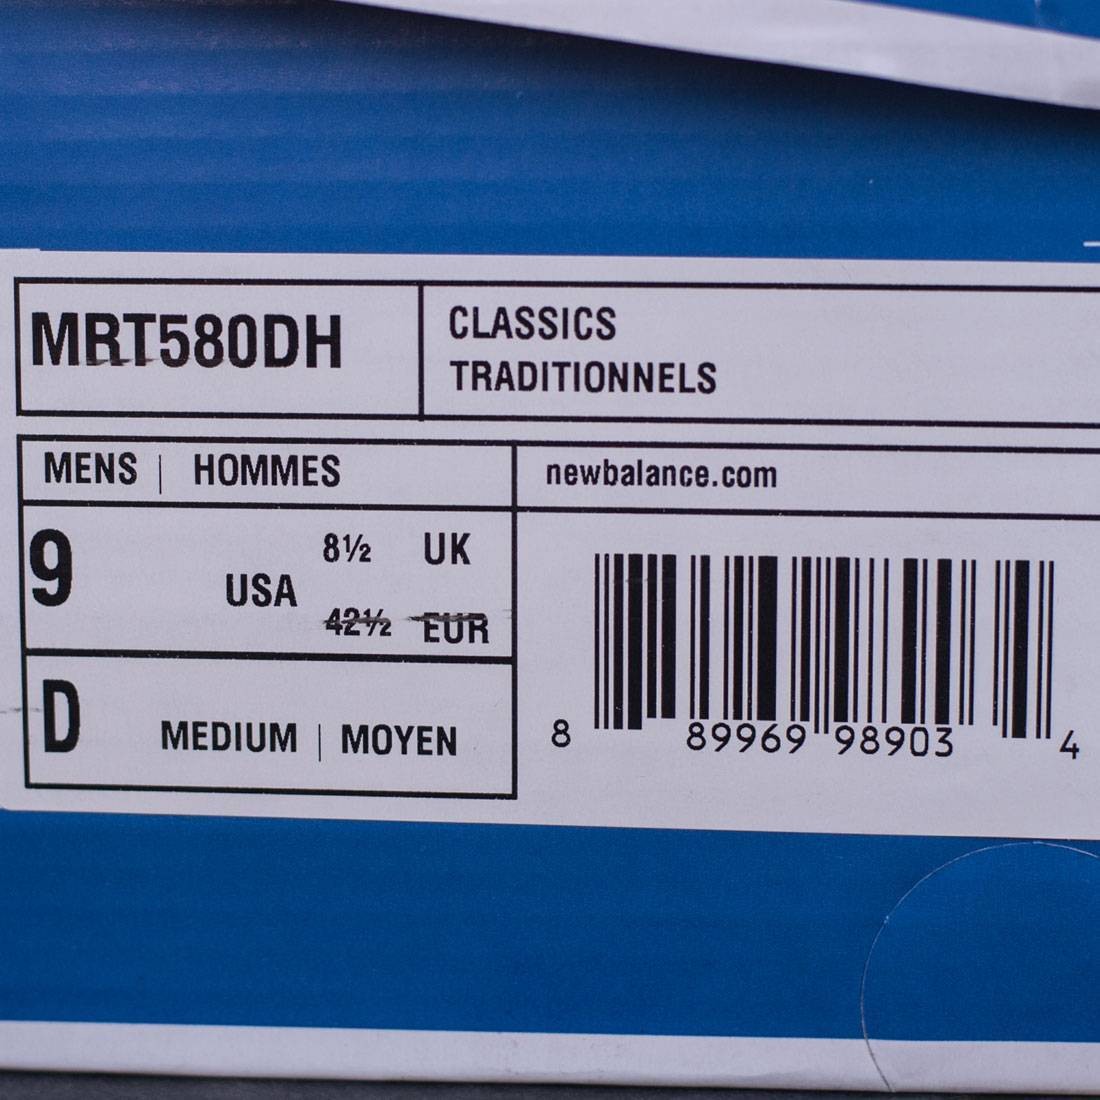 MRT580DH
CLASSICS
TRADITIONNELS
MENS | HOMMES
newbalance.com
9
USA
8½ UK
42½ EUR
D
MEDIUM | MOYEN
8 89969 98903 4